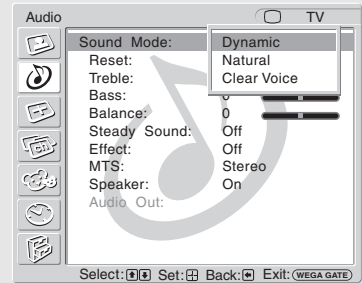 Audio TV
Sound Mode: Dynamic
Reset: Natural
Treble: Clear Voice
Bass: 0
Balance: 0
Steady Sound: Off
Effect: Off
MTS: Stereo
Speaker: On
Audio Out:
Select: Set: Back: Exit: WEGA GATE